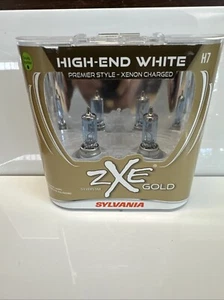 HIGH-END WHITE
PREMIER STYLE - XENON CHARGED
H7
ZXE
GOLD
SYLVANIA